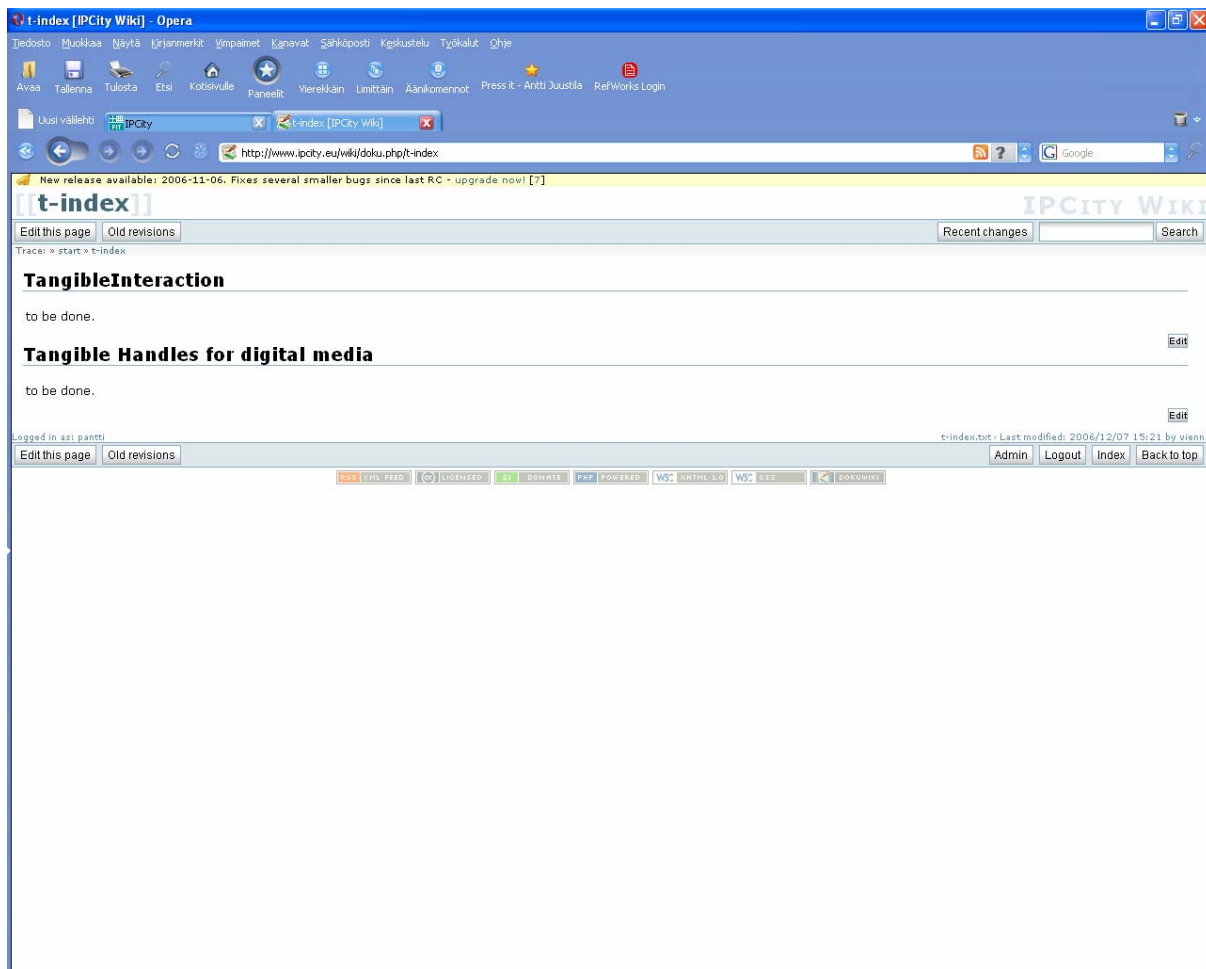 t-index [IPCity Wiki] - Opera
Tiedosto Muokkaa Näytä Kirjanmerkit Vimpaimet Kanavat Sähköposti Keskustelu Työkalut Ohje
Avaa Tallenna Tulosta Etsi Kotisivulle Paneelit Vierekkäin Limittäin Äänikomennot Press it - Antti Juustila RefWorks Login
Uusi välilehti FIT IPCity t-index [IPCity Wiki]
http://www.ipcity.eu/wiki/doku.php/t-index ? G Google
New release available: 2006-11-06. Fixes several smaller bugs since last RC - upgrade now! [7]
[[t-index]] IPCITY WIKI
Edit this page Old revisions Recent changes Search
Trace: » start » t-index
TangibleInteraction
to be done.
Edit
Tangible Handles for digital media
to be done.
Edit
Logged in as: pantti t-index.txt · Last modified: 2006/12/07 15:21 by vienn
Edit this page Old revisions Admin Logout Index Back to top
RSS XML FEED (cc) LICENSED $1 DONATE PHP POWERED W3C XHTML 1.0 W3C CSS DOKUWIKI